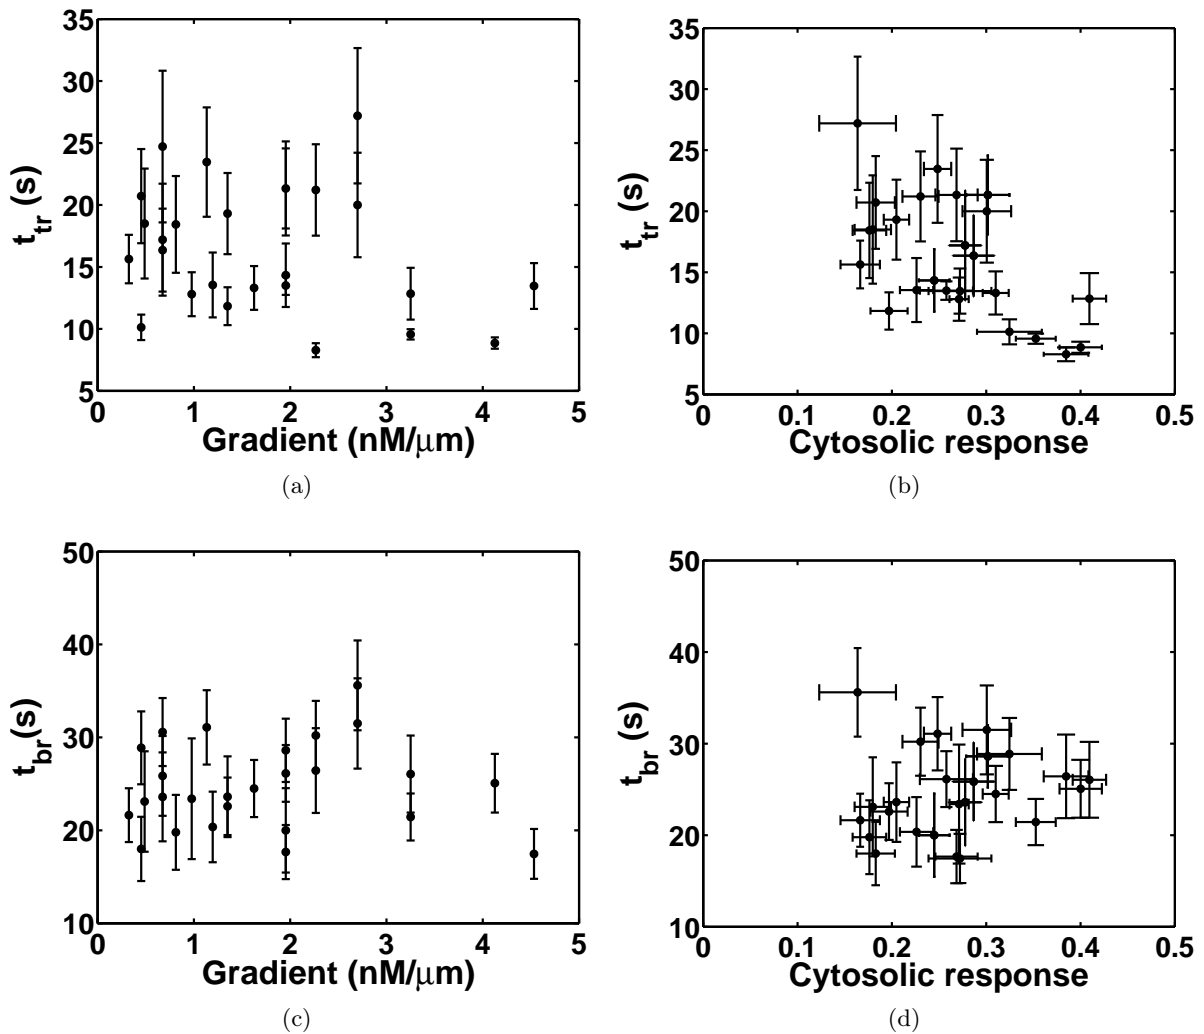 35
30
25
20
15
10
5
0 1 2 3 4 5
t_tr (s)
Gradient (nM/μm)
(a)
35
30
25
20
15
10
5
0 0.1 0.2 0.3 0.4 0.5
t_tr (s)
Cytosolic response
(b)
50
40
30
20
10
0 1 2 3 4 5
t_br (s)
Gradient (nM/μm)
(c)
50
40
30
20
10
0 0.1 0.2 0.3 0.4 0.5
t_br (s)
Cytosolic response
(d)